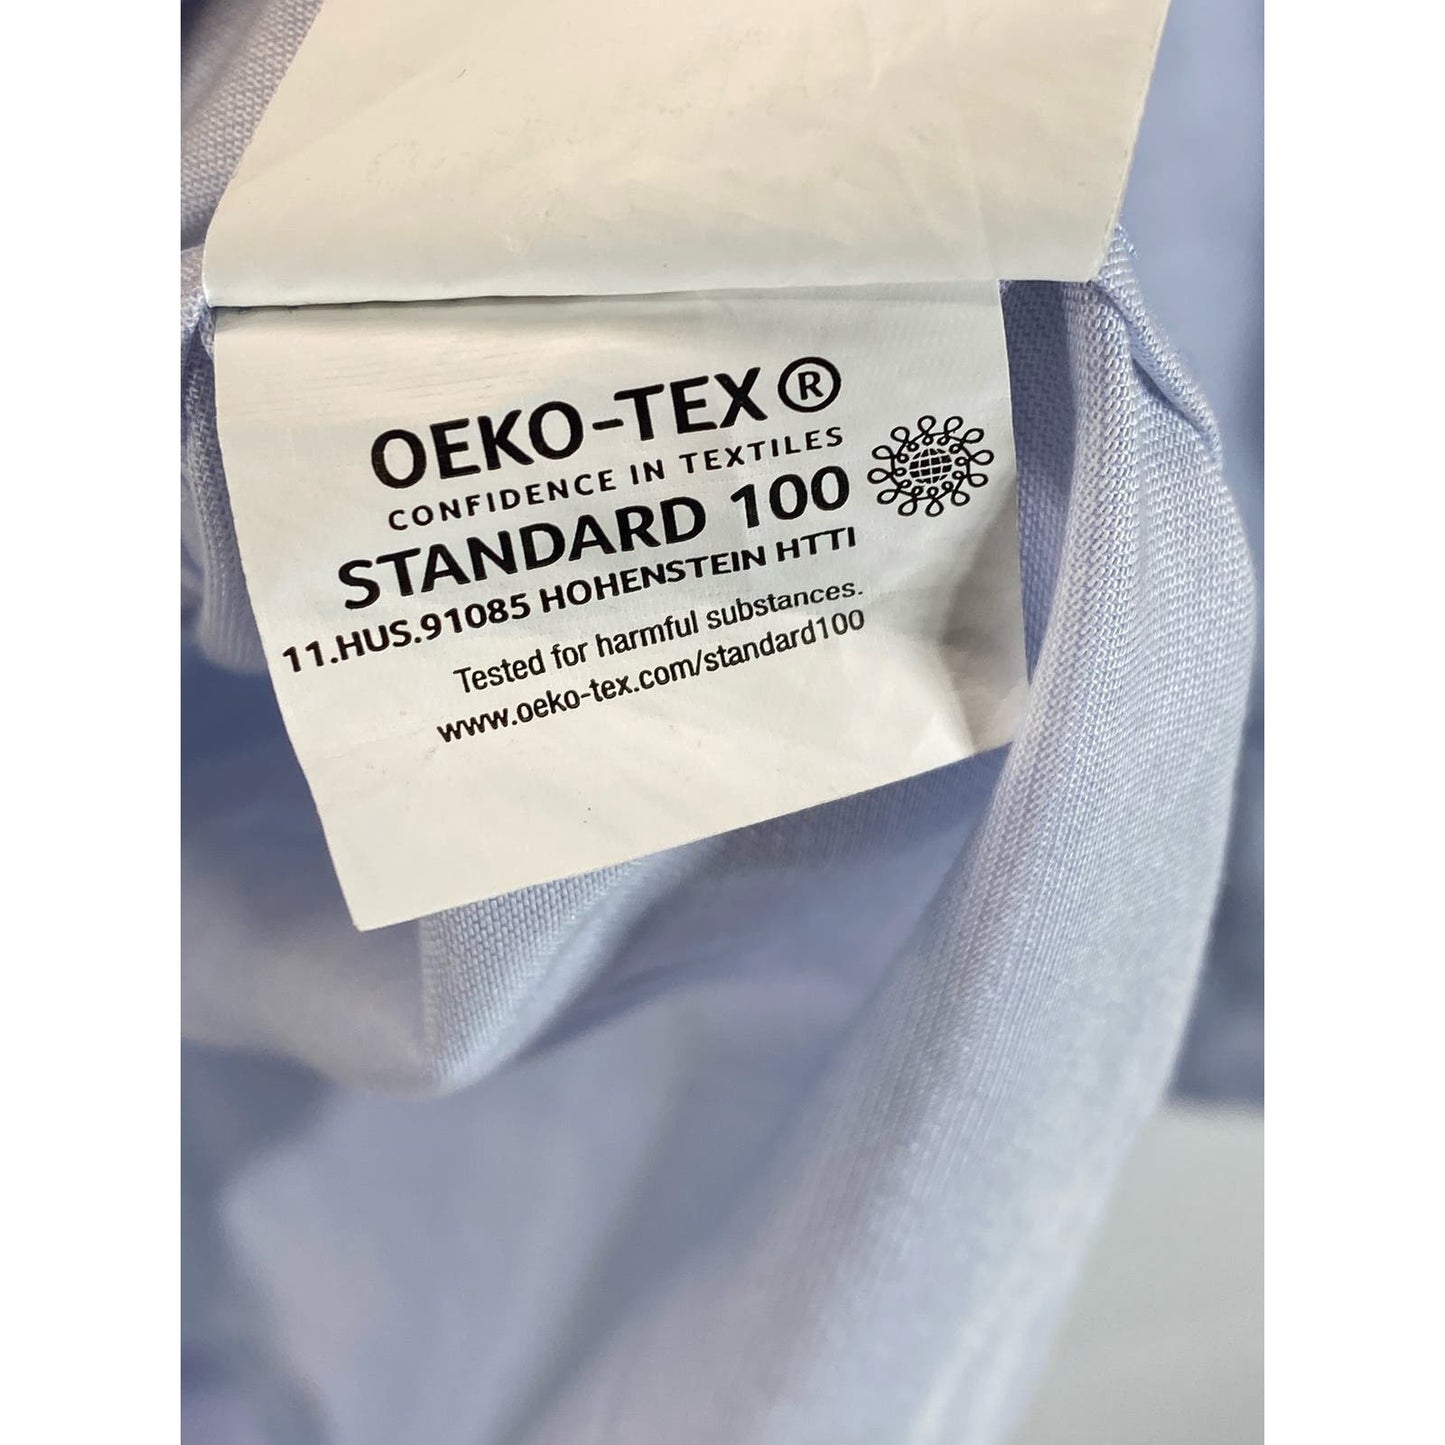 OEKO-TEX®
CONFIDENCE IN TEXTILES
STANDARD 100
11.HUS.91085 HOHENSTEIN HTTI
Tested for harmful substances.
www.oeko-tex.com/standard100